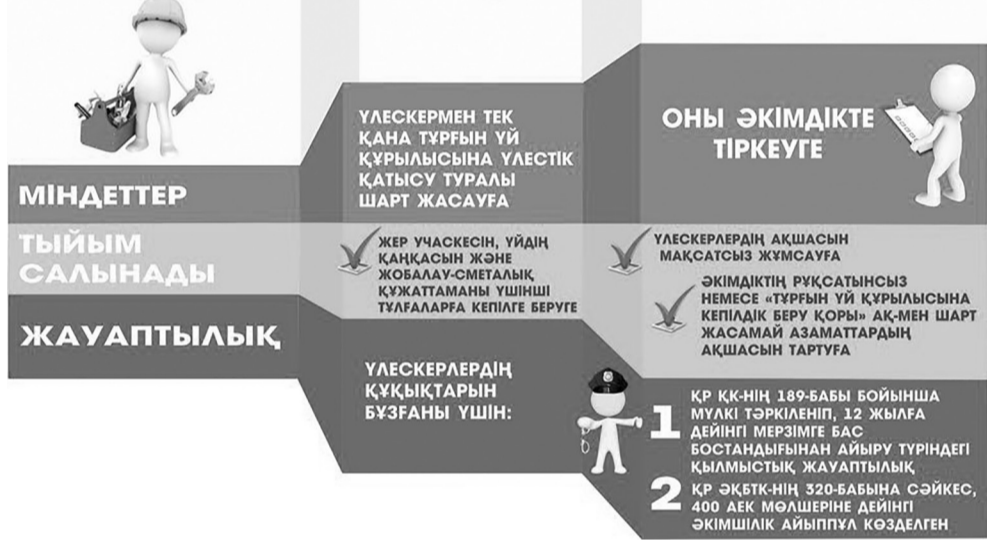 МІНДЕТТЕР
ҮЛЕСКЕРМЕН ТЕК
ҚАНА ТҰРҒЫН ҮЙ
ҚҰРЫЛЫСЫНА ҮЛЕСТІК
ҚАТЫСУ ТУРАЛЫ
ШАРТ ЖАСАУҒА
ОНЫ ӘКІМДІКТЕ
ТІРКЕУГЕ
ТЫЙЫМ
САЛЫНАДЫ
ЖЕР УЧАСКЕСІН, ҮЙДІҢ
ҚАҢҚАСЫН ЖӘНЕ
ЖОБАЛАУ-СМЕТАЛЫҚ
ҚҰЖАТТАМАНЫ ҮШІНШІ
ТҰЛҒАЛАРҒА КЕПІЛГЕ БЕРУГЕ
ҮЛЕСКЕРЛЕРДІҢ АҚШАСЫН
МАҚСАТСЫЗ ЖҰМСАУҒА
ӘКІМДІКТІҢ РҰҚСАТЫНСЫЗ
НЕМЕСЕ «ТҰРҒЫН ҮЙ ҚҰРЫЛЫСЫНА
КЕПІЛДІК БЕРУ ҚОРЫ» АҚ-МЕН ШАРТ
ЖАСАМАЙ АЗАМАТТАРДЫҢ
АҚШАСЫН ТАРТУҒА
ЖАУАПТЫЛЫҚ
ҮЛЕСКЕРЛЕРДІҢ
ҚҰҚЫҚТАРЫН
БҰЗҒАНЫ ҮШІН:
1 ҚР ҚК-НІҢ 189-БАБЫ БОЙЫНША
МҮЛКІ ТӘРКІЛЕНІП, 12 ЖЫЛҒА
ДЕЙІНГІ МЕРЗІМГЕ БАС
БОСТАНДЫҒЫНАН АЙЫРУ ТҮРІНДЕГІ
ҚЫЛМЫСТЫҚ ЖАУАПТЫЛЫҚ
2 ҚР ӘҚБТК-НІҢ 320-БАБЫНА СӘЙКЕС,
400 АЕК МӨЛШЕРІНЕ ДЕЙІНГІ
ӘКІМШІЛІК АЙЫППҰЛ КӨЗДЕЛГЕН